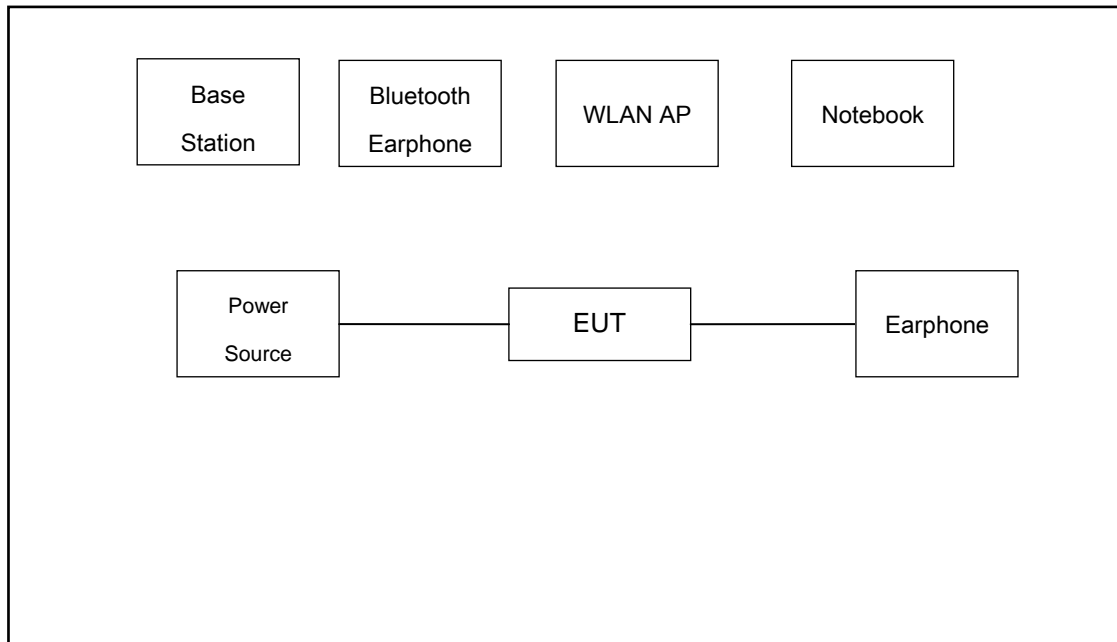 Base
Station
Bluetooth
Earphone
WLAN AP
Notebook
Power
Source
EUT
Earphone